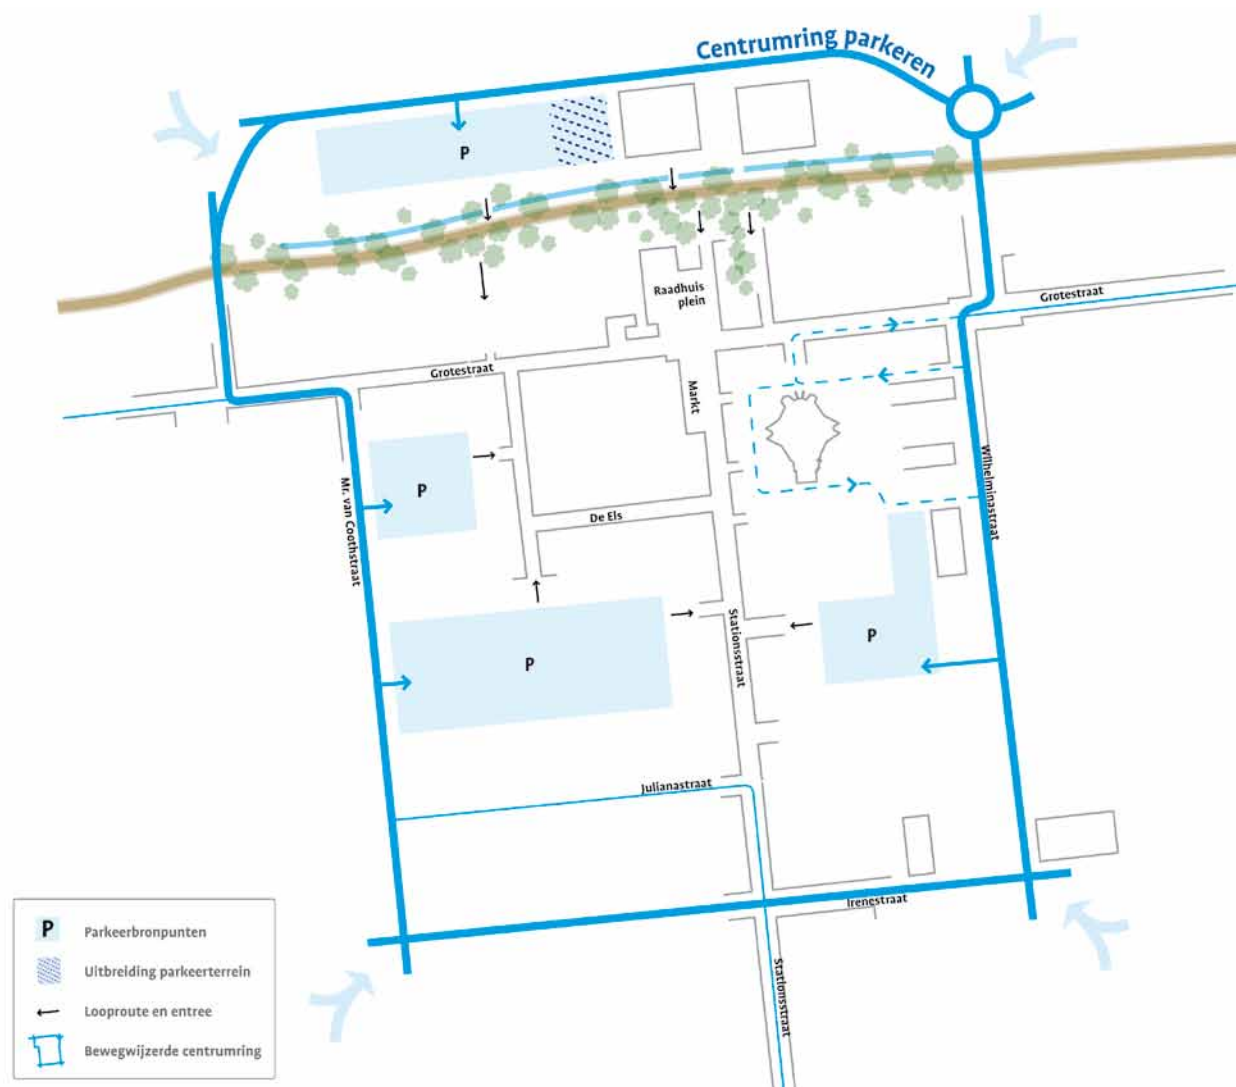 Centrumring parkeren
P
Raadhuis
plein
Grotestraat
Grotestraat
Markt
P
Mr. van Coothstraat
Wilhelminastraat
De Els
P
Stationsstraat
P
Julianastraat
Irenestraat
Stationsstraat
P Parkeerbronpunten
Uitbreiding parkeerterrein
Looproute en entree
Bewegwijzerde centrumring